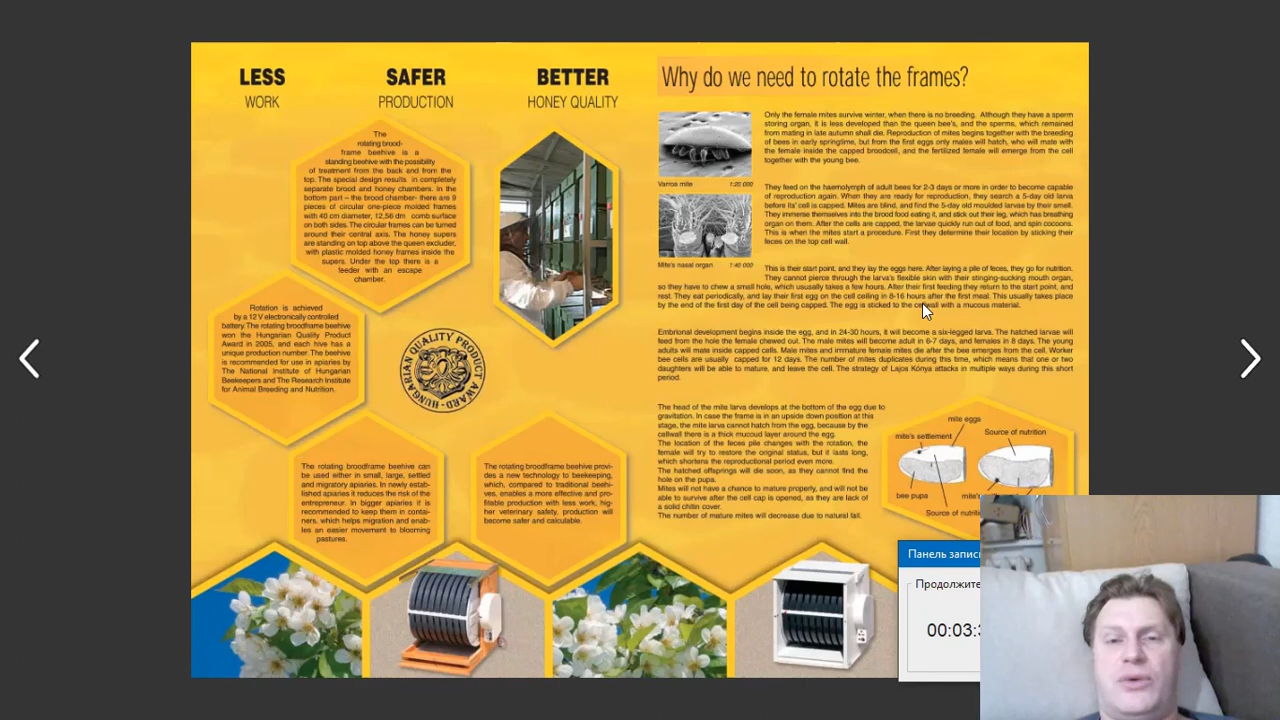 LESS
WORK
SAFER
PRODUCTION
BETTER
HONEY QUALITY
The
rotating brood-
frame beehive is a
standing beehive with the possibility
of treatment from the back and from the
top. The special design results in completely
separate brood and honey chambers. In the
bottom part – the brood chamber- there are 9
pieces of circular one-piece molded frames
with 40 cm diameter, 12,56 dm comb surface
on both sides. The circular frames can be turned
around their central axis. The honey supers
are standing on top above the queen excluder,
with plastic molded honey frames inside the
supers. Under the top there is a
feeder with an escape
chamber.
Rotation is achieved
by a 12 V electronically controlled
battery. The rotating broodframe beehive
won the Hungarian Quality Product
Award in 2005, and each hive has a
unique production number. The beehive
is recommended for use in apiaries by
The National Institute of Hungarian
Beekeepers and The Research Institute
for Animal Breeding and Nutrition.
HUNGARIAN QUALITY PRODUCT AWARD
The rotating broodframe beehive can
be used either in small, large, settled
and migratory apiaries. In newly estab-
lished apiaries it reduces the risk of the
entrepreneur. In bigger apiaries it is
recommended to keep them in contai-
ners, which helps migration and enab-
les an easier movement to blooming
pastures.
The rotating broodframe beehive provi-
des a new technology to beekeeping,
which, compared to traditional beehi-
ves, enables a more effective and pro-
fitable production with less work, hig-
her veterinary safety, production will
become safer and calculable.
Why do we need to rotate the frames?
Varroa mite 1:20 000
Mite's nasal organ 1:40 000
Only the female mites survive winter, when there is no breeding. Although they have a sperm
storing organ, it is less developed than the queen bee's, and the sperms, which remained
from mating in late autumn shall die. Reproduction of mites begins together with the breeding
of bees in early springtime, but from the first eggs only males will hatch, who will mate with
the female inside the capped broodcell, and the fertilized female will emerge from the cell
together with the young bee.
They feed on the haemolymph of adult bees for 2-3 days or more in order to become capable
of reproduction again. When they are ready for reproduction, they search a 5-day old larva
before its' cell is capped. Mites are blind, and find the 5-day old moulded larvae by their smell.
They immerse themselves into the brood food eating it, and stick out their leg, which has breathing
organ on them. After the cells are capped, the larvae quickly run out of food, and spin cocoons.
This is when the mites start a procedure. First they determine their location by sticking their
feces on the top cell wall.
This is their start point, and they lay the eggs here. After laying a pile of feces, they go for nutrition.
They cannot pierce through the larva's flexible skin with their stinging-sucking mouth organ,
so they have to chew a small hole, which ususally takes a few hours. After their first feeding they return to the start point, and
rest. They eat periodically, and lay their first egg on the cell ceiling in 8-16 hours after the first meal. This usually takes place
by the end of the first day of the cell being capped. The egg is sticked to the cellwall with a mucous material.
Embrional development begins inside the egg, and in 24-30 hours, it will become a six-legged larva. The hatched larvae will
feed from the hole the female chewed out. The male mites will become adult in 6-7 days, and females in 8 days. The young
adults will mate inside capped cells. Male mites and immature female mites die after the bee emerges from the cell. Worker
bee cells are usually capped for 12 days. The number of mites duplicates during this time, which means that one or two
daughters will be able to mature, and leave the cell. The strategy of Lajos Kónya attacks in multiple ways during this short
period.
The head of the mite larva develops at the bottom of the egg due to
gravitation. In case the frame is in an upside down position at this
stage, the mite larva cannot hatch from the egg, because by the
cellwall there is a thick mucoud layer around the egg.
The location of the feces pile changes with the rotation, the
female will try to restore the original status, but it lasts long,
which shortens the reproductional period even more.
The hatched offsprings will die soon, as they cannot find the
hole on the pupa.
Mites will not have a chance to mature properly, and will not be
able to survive after the cell cap is opened, as they are lack of
a solid chitin cover.
The number of mature mites will decrease due to natural fall.
mite eggs
mite's settlement
Source of nutrition
bee pupa
mite's
Source of nutriti
Панель запис
Продолжите
00:03: